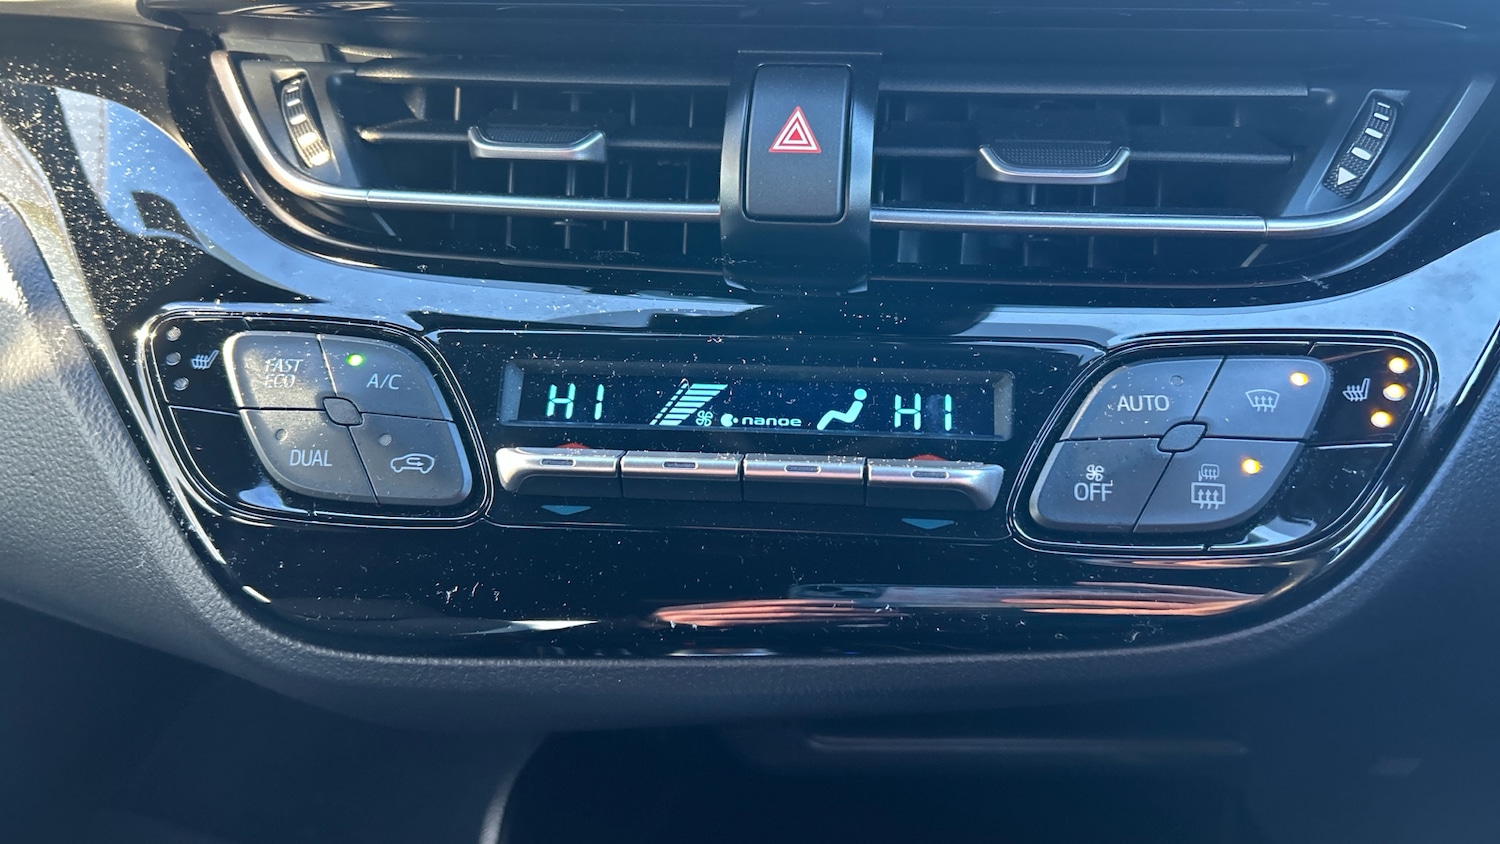 FAST
ECO
A/C
DUAL
HI
nanoe
HI
AUTO
OFF